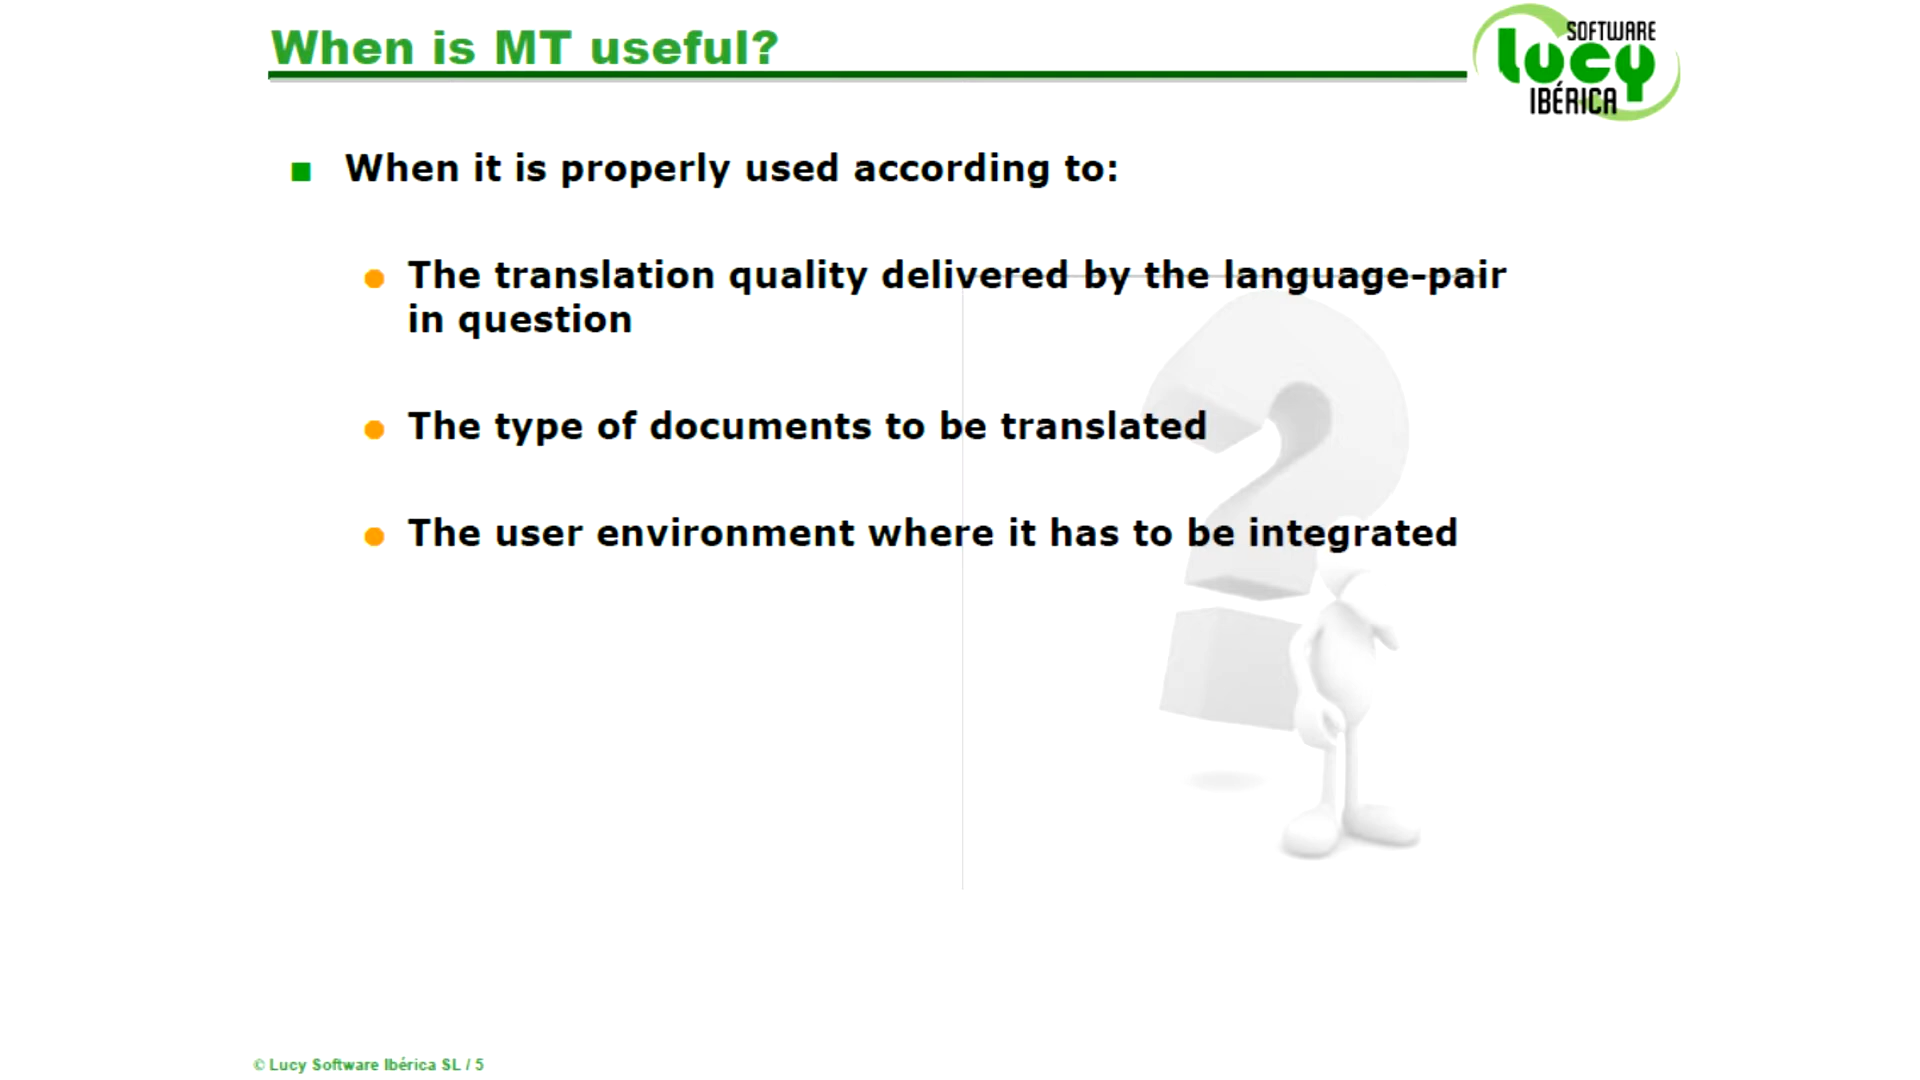 When is MT useful?
SOFTWARE
lucy
IBÉRICA
When it is properly used according to:
The translation quality delivered by the language-pair
in question
The type of documents to be translated
The user environment where it has to be integrated
© Lucy Software Ibérica SL / 5